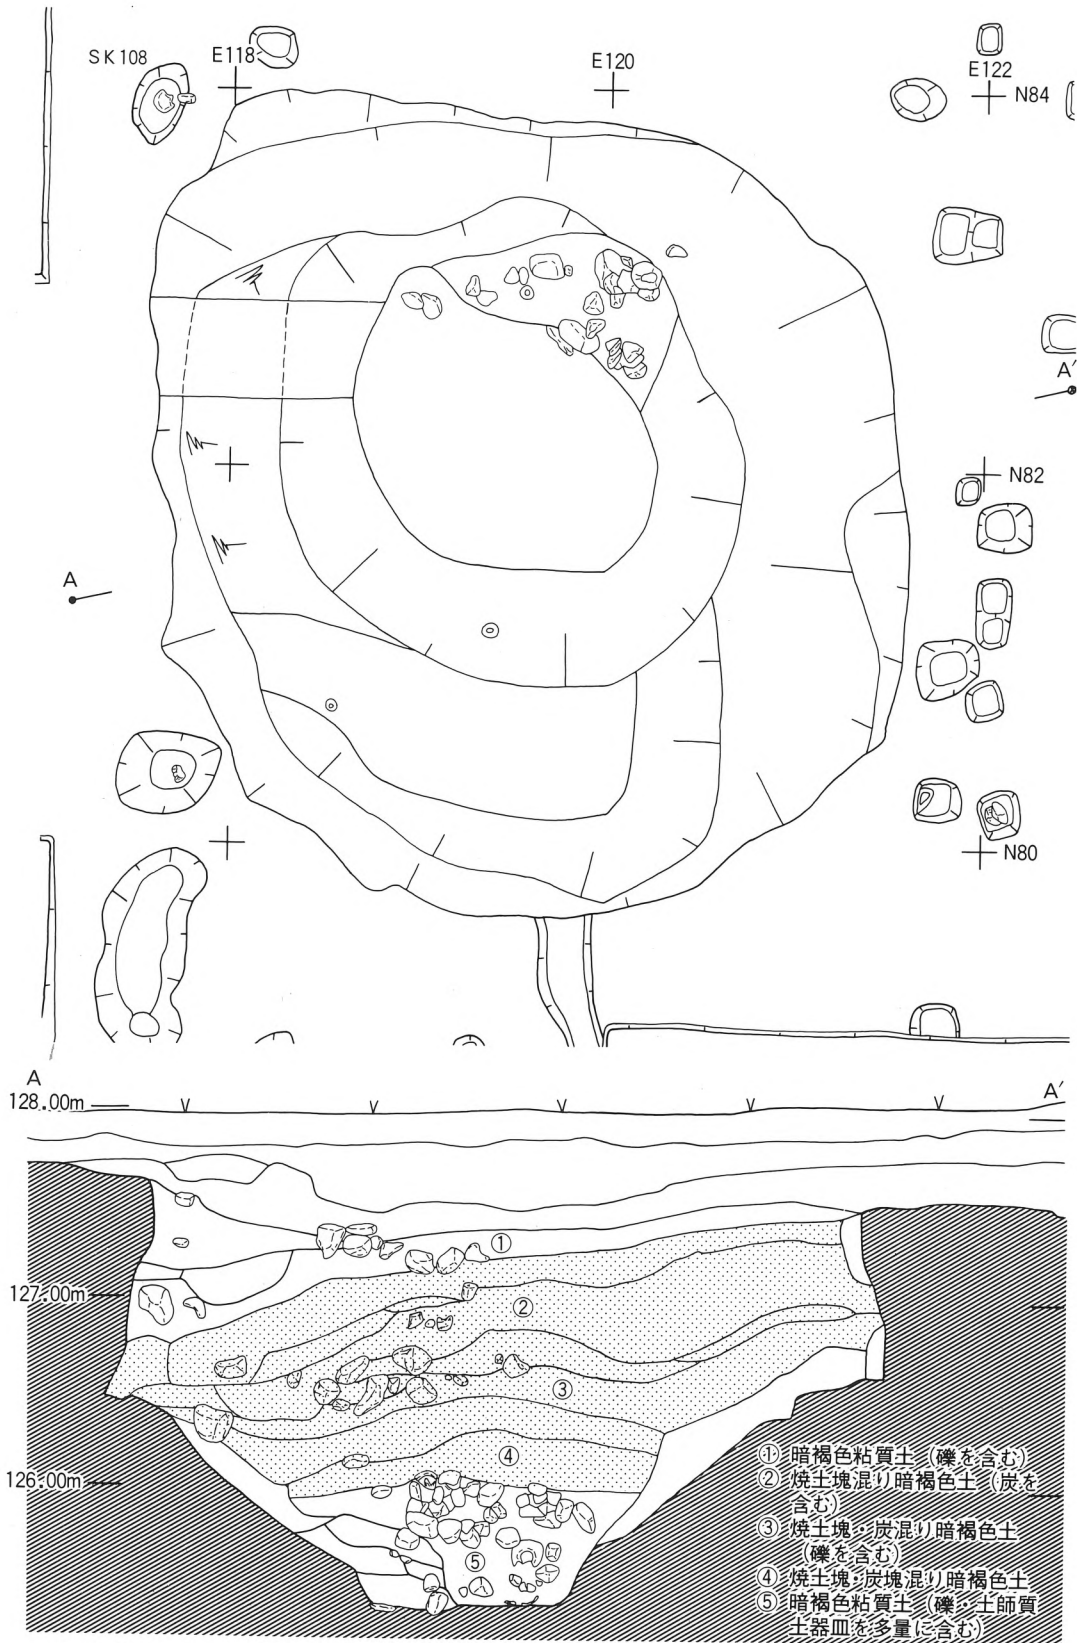 SK108
E118
E120
E122
N84
A′
N82
A
N80
A
A′
128.00m
①
127.00m
②
③
④
126.00m
⑤
① 暗褐色粘質土 (礫を含む)
② 焼土塊混り暗褐色土 (炭を
含む)
③ 焼土塊・炭混り暗褐色土
(礫を含む)
④ 焼土塊・炭塊混り暗褐色土
⑤ 暗褐色粘質土 (礫・土師質
土器皿を多量に含む)